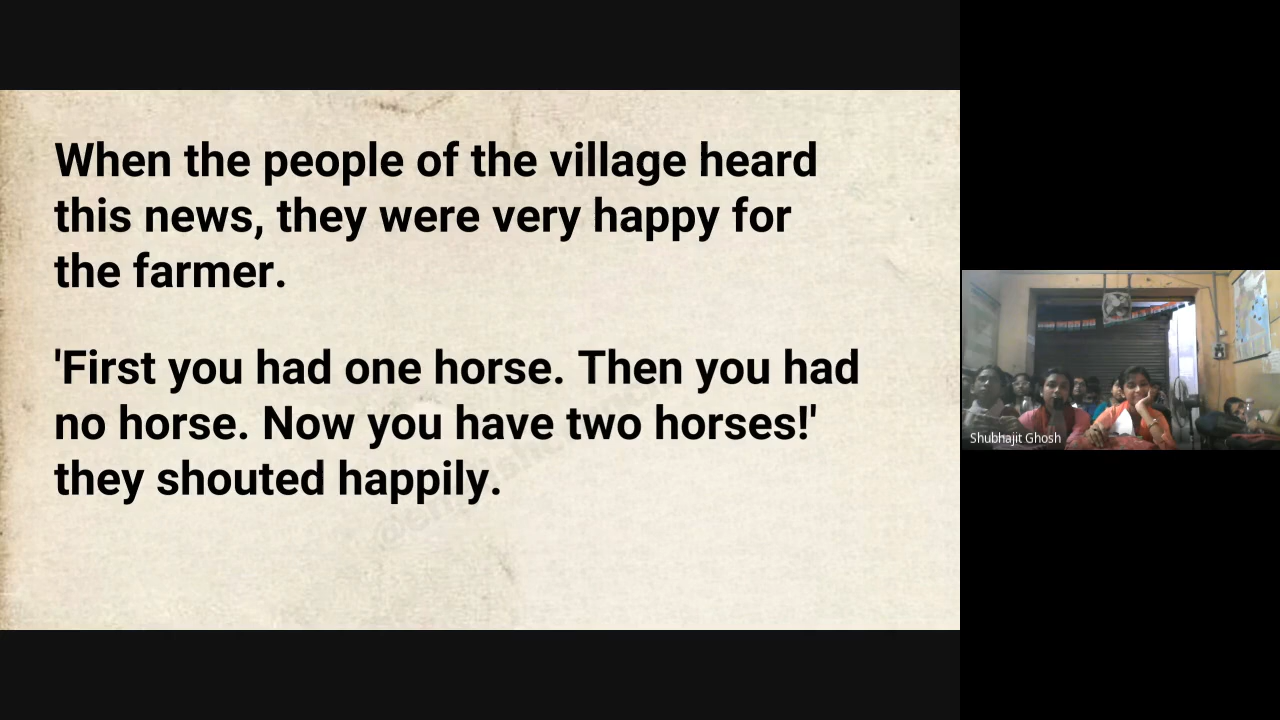 When the people of the village heard
this news, they were very happy for
the farmer.
'First you had one horse. Then you had
no horse. Now you have two horses!'
they shouted happily.
Shubhajit Ghosh